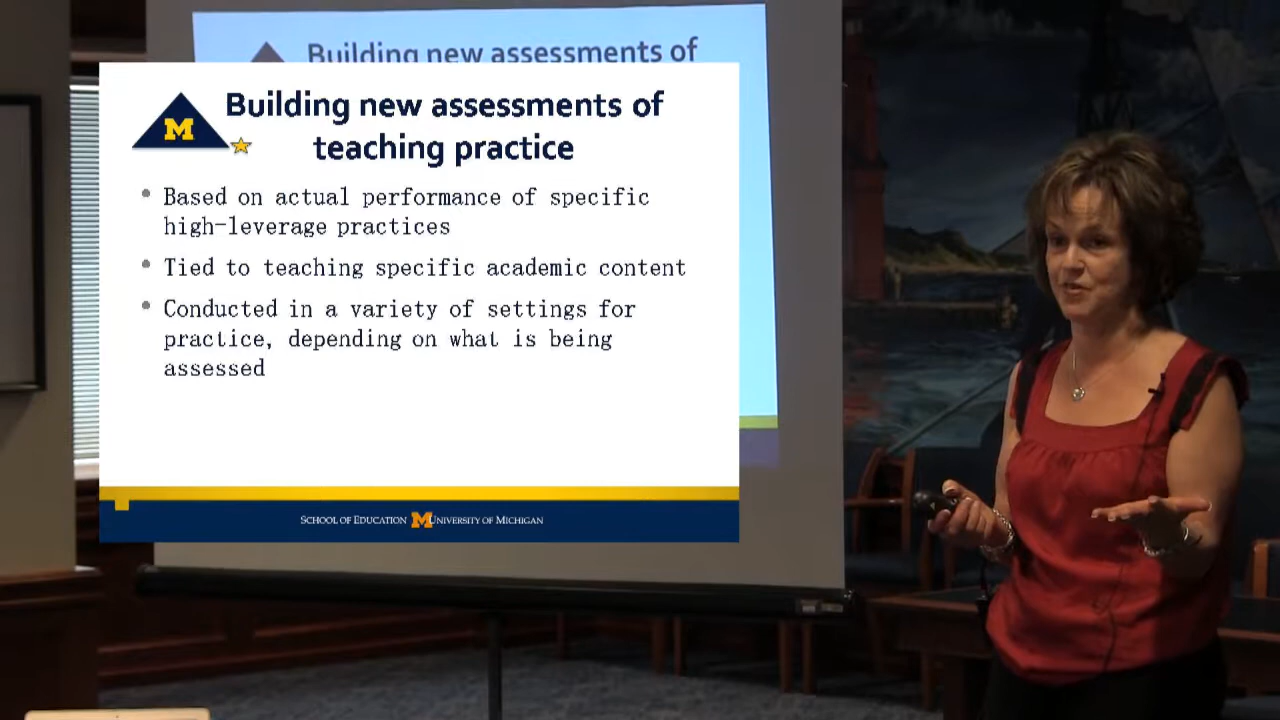 Building new assessments of
M
Building new assessments of
teaching practice
Based on actual performance of specific
high-leverage practices
Tied to teaching specific academic content
Conducted in a variety of settings for
practice, depending on what is being
assessed
SCHOOL OF EDUCATION M UNIVERSITY OF MICHIGAN